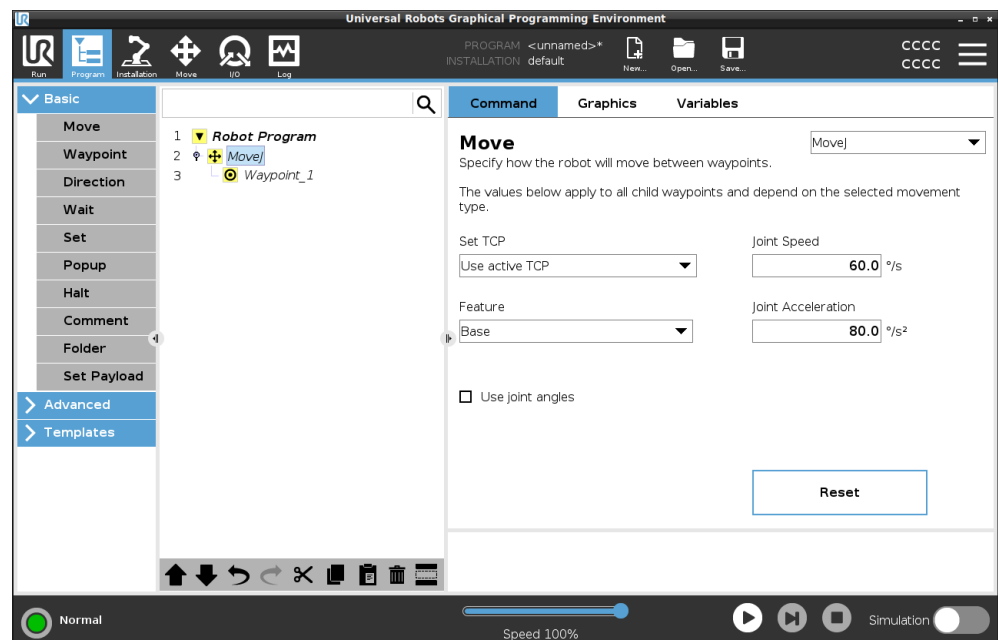 Universal Robots Graphical Programming Environment
PROGRAM <unnamed>*
INSTALLATION default
CCCC
CCCC
Run Program Installation Move I/O Log New... Open... Save...
Basic
Move
Waypoint
Direction
Wait
Set
Popup
Halt
Comment
Folder
Set Payload
Advanced
Templates
1 Robot Program
2 MoveJ
3 Waypoint_1
Command Graphics Variables
Move
MoveJ
Specify how the robot will move between waypoints.
The values below apply to all child waypoints and depend on the selected movement
type.
Set TCP Joint Speed
Use active TCP 60.0 °/s
Feature Joint Acceleration
Base 80.0 °/s²
Use joint angles
Reset
Normal
Speed 100%
Simulation